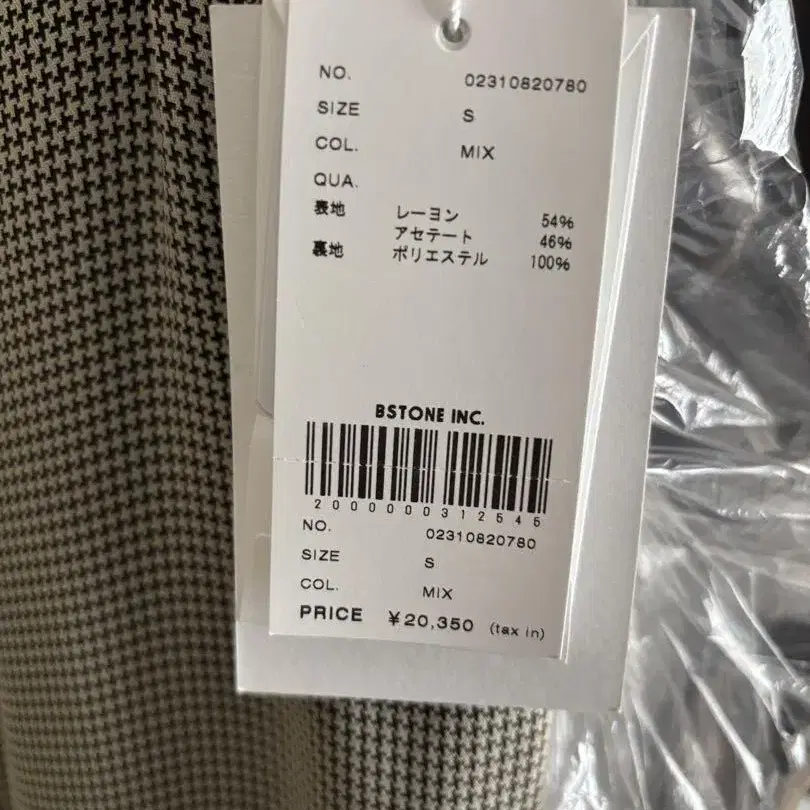 NO. 02310820780
SIZE S
COL. MIX
QUA.
表地 レーヨン 54%
アセテート 46%
裏地 ポリエステル 100%
BSTONE INC.
2000000312545
NO. 02310820780
SIZE S
COL. MIX
PRICE ¥20,350 (tax in)